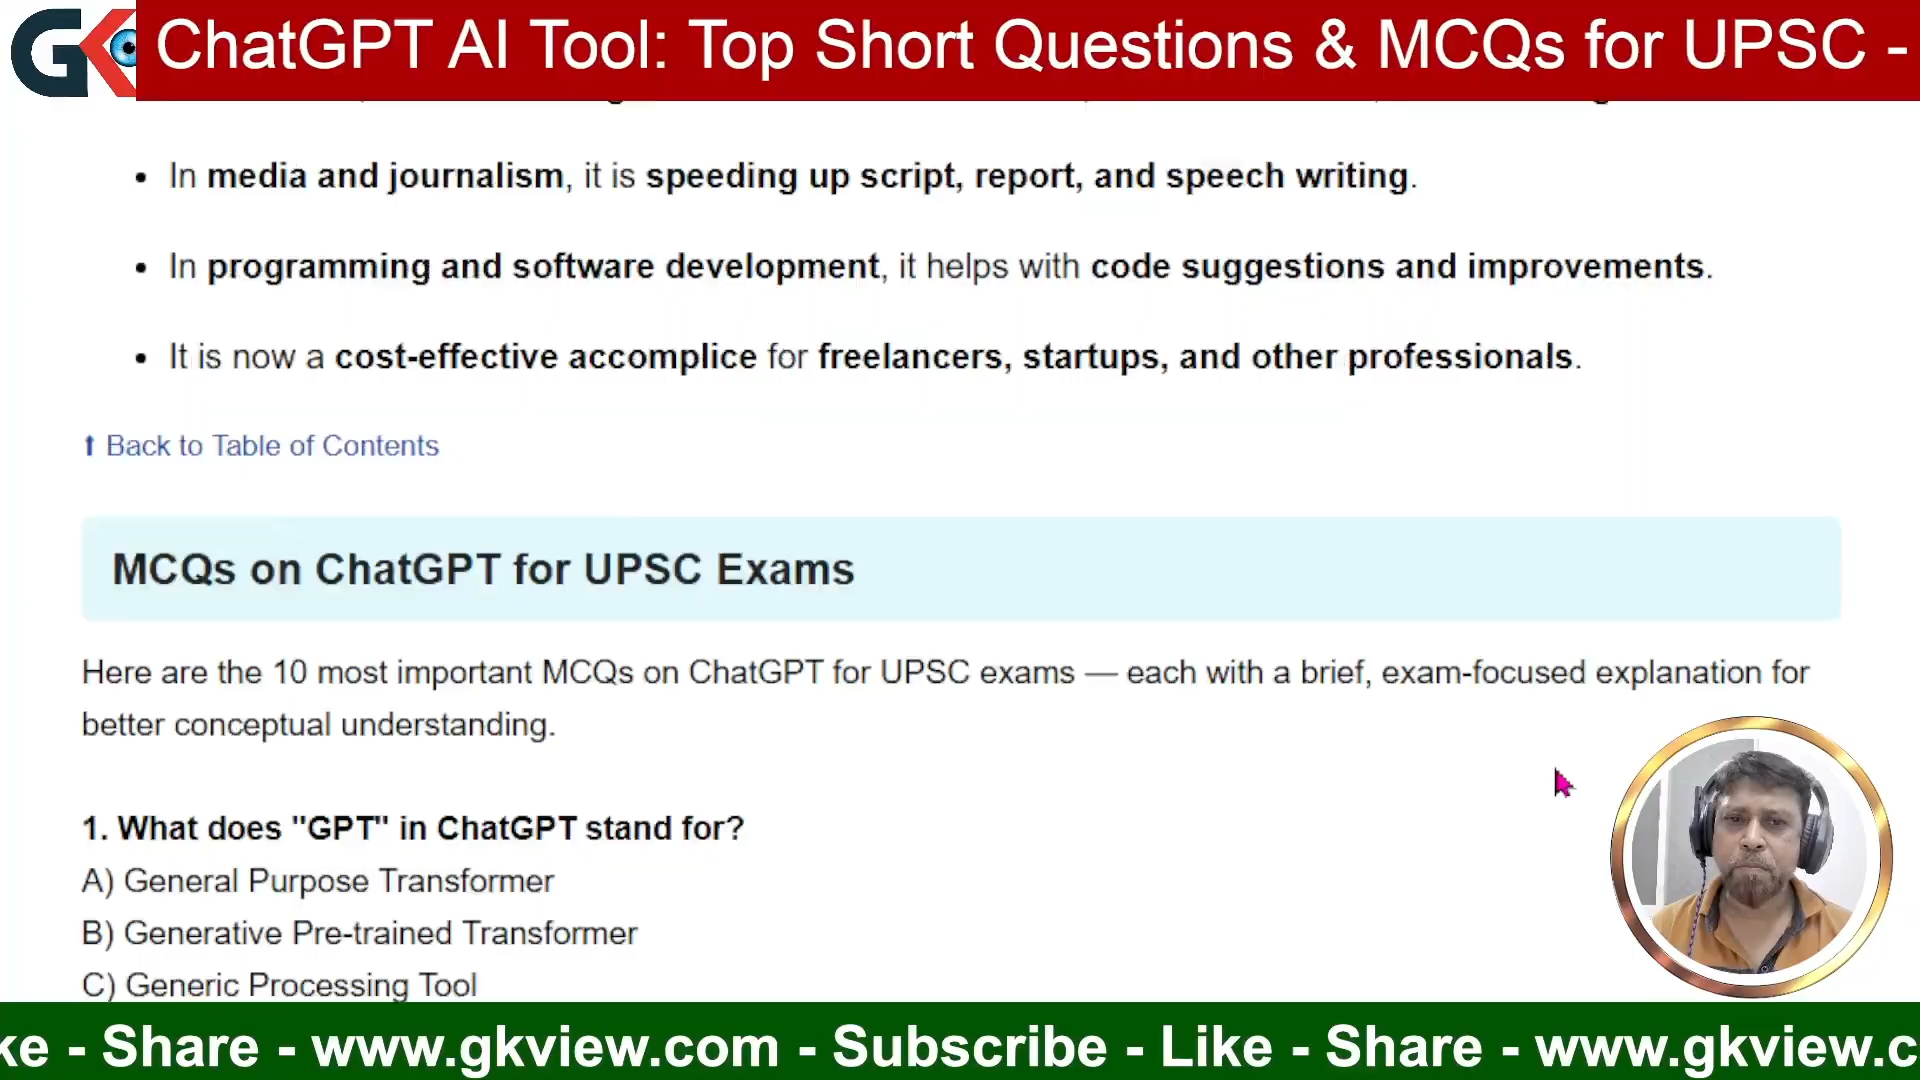 GK
ChatGPT AI Tool: Top Short Questions & MCQs for UPSC -
• In media and journalism, it is speeding up script, report, and speech writing.
• In programming and software development, it helps with code suggestions and improvements.
• It is now a cost-effective accomplice for freelancers, startups, and other professionals.
⬆ Back to Table of Contents
MCQs on ChatGPT for UPSC Exams
Here are the 10 most important MCQs on ChatGPT for UPSC exams — each with a brief, exam-focused explanation for
better conceptual understanding.
1. What does "GPT" in ChatGPT stand for?
A) General Purpose Transformer
B) Generative Pre-trained Transformer
C) Generic Processing Tool
ke - Share - www.gkview.com - Subscribe - Like - Share - www.gkview.c